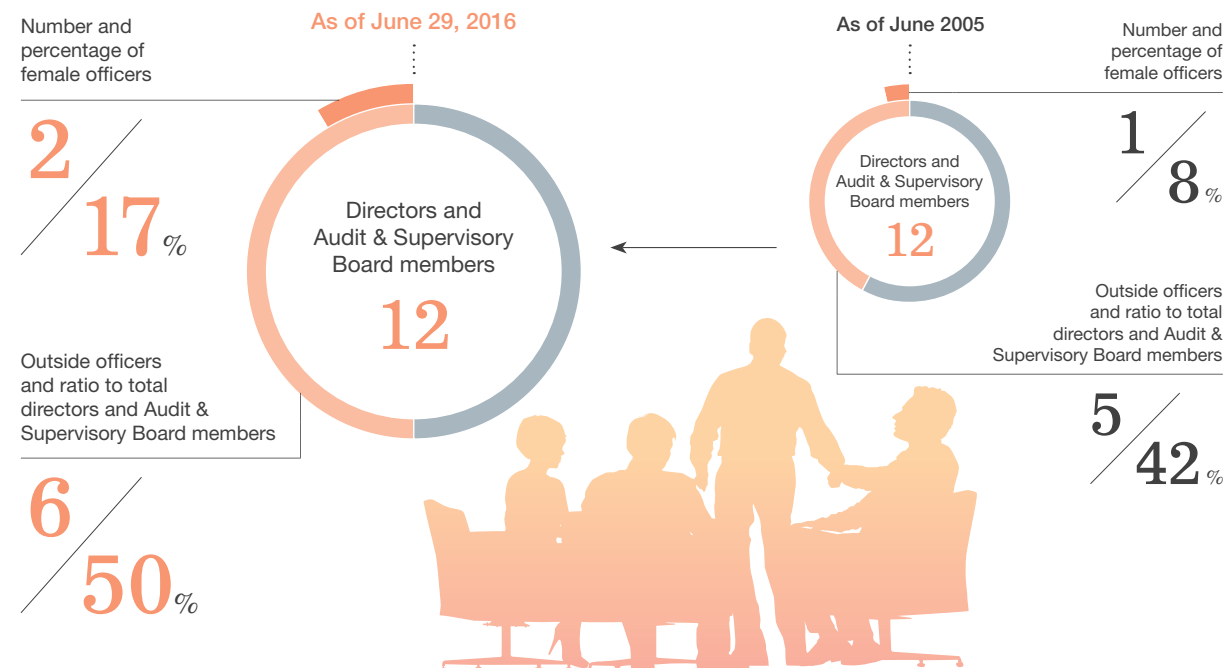 As of June 29, 2016
Number and
percentage of
female officers
2
17%
Directors and
Audit & Supervisory
Board members
12
Outside officers
and ratio to total
directors and Audit &
Supervisory Board members
6
50%
As of June 2005
Number and
percentage of
female officers
1
8%
Directors and
Audit & Supervisory
Board members
12
Outside officers
and ratio to total
directors and Audit &
Supervisory Board members
5
42%